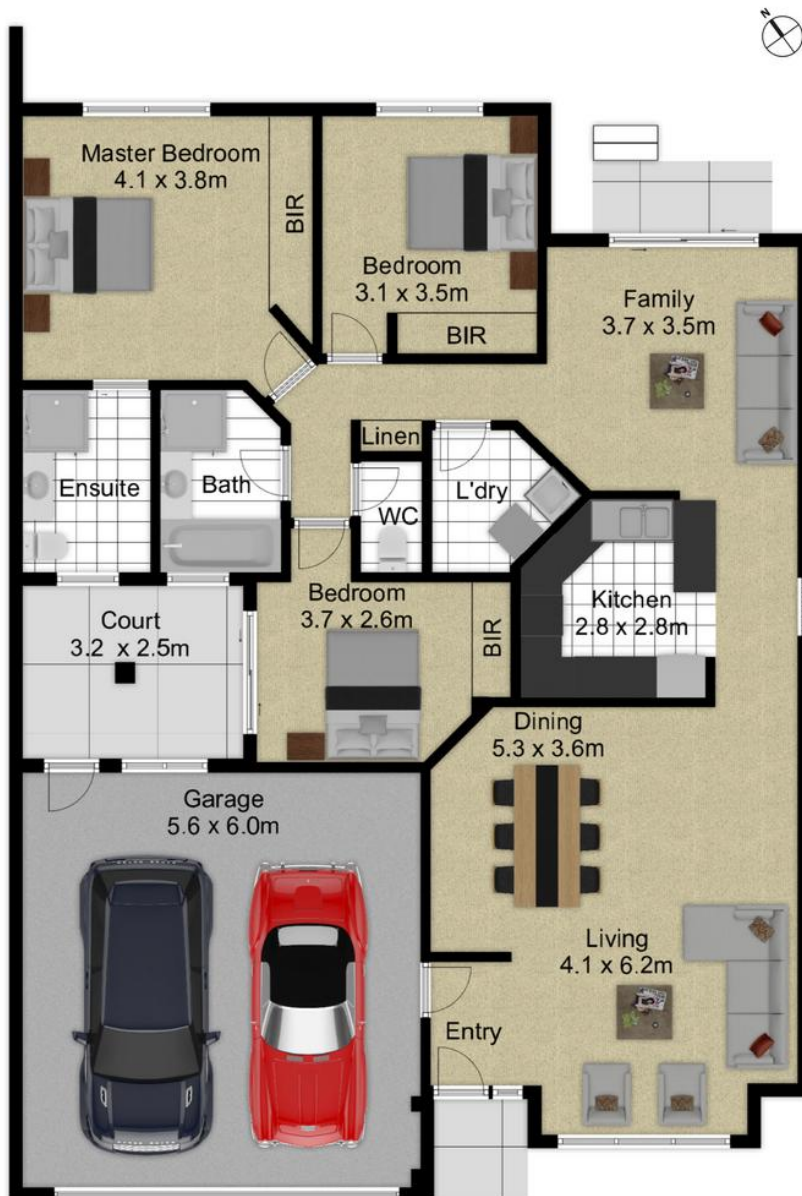 N
Master Bedroom
4.1 x 3.8m
BIR
Bedroom
3.1 x 3.5m
BIR
Family
3.7 x 3.5m
Linen
Ensuite
Bath
WC
L'dry
Kitchen
2.8 x 2.8m
Court
3.2 x 2.5m
Bedroom
3.7 x 2.6m
BIR
Dining
5.3 x 3.6m
Garage
5.6 x 6.0m
Living
4.1 x 6.2m
Entry